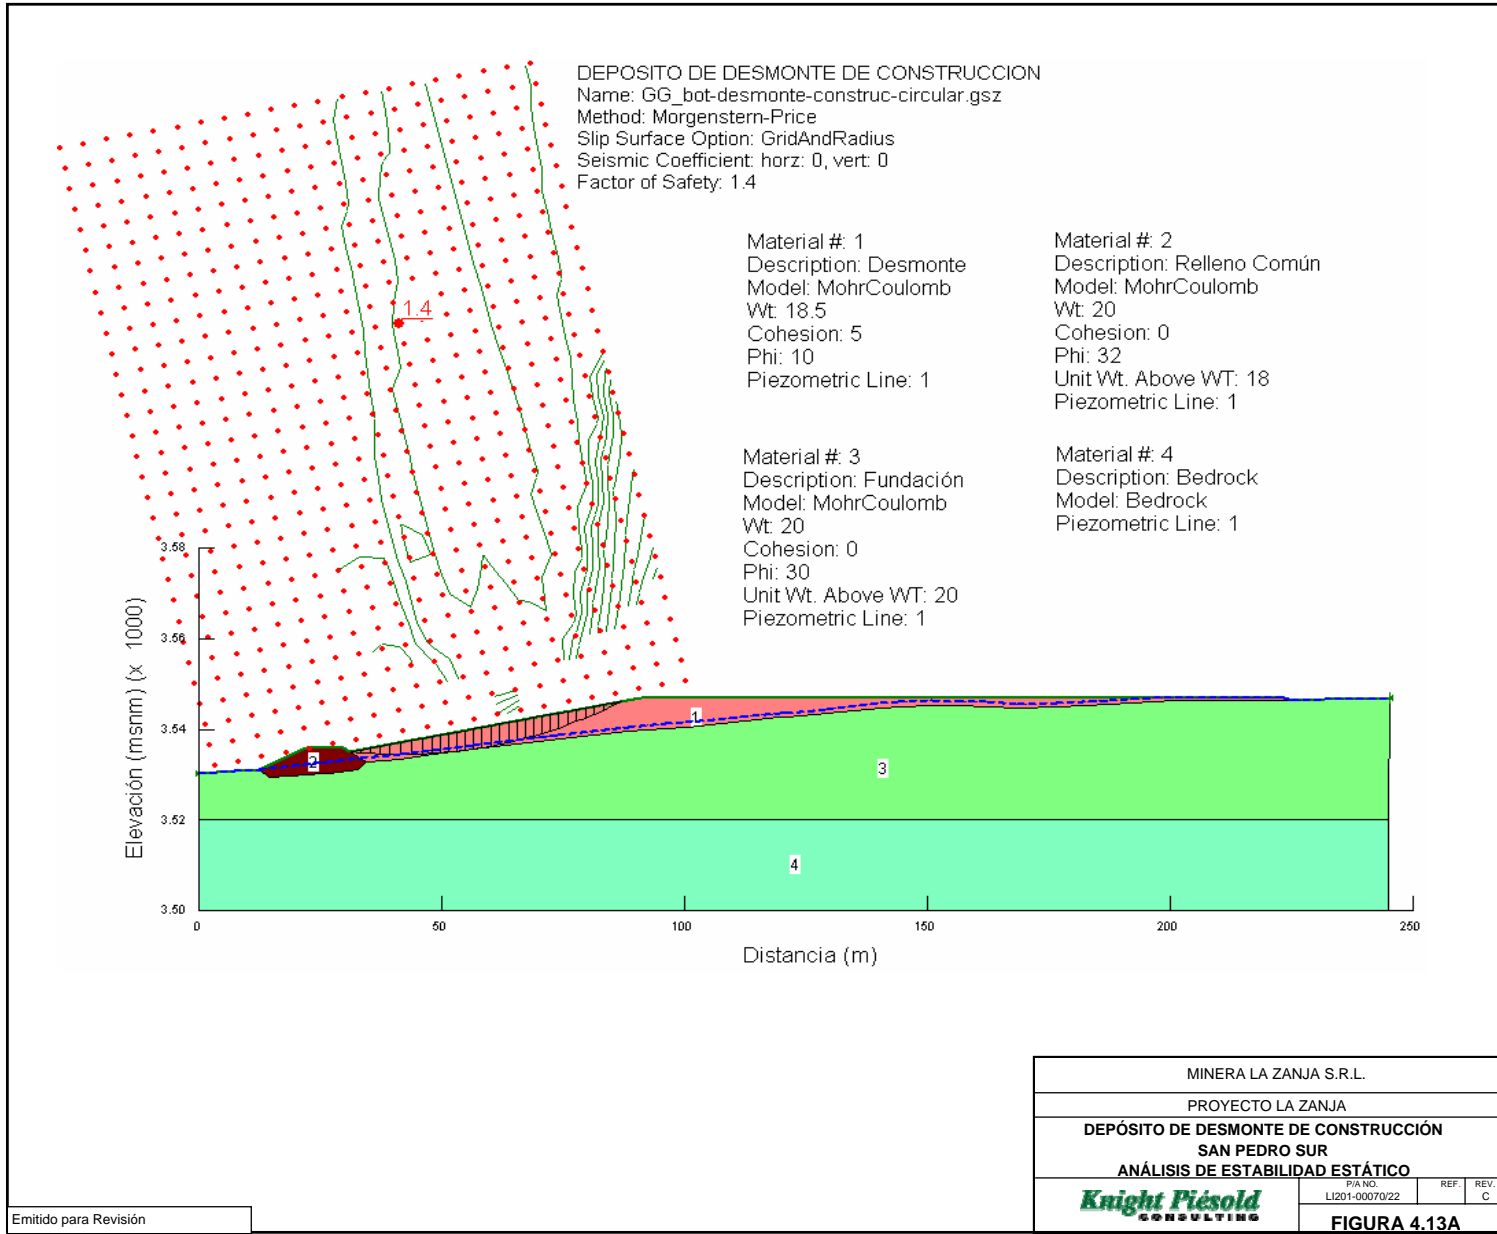 DEPOSITO DE DESMONTE DE CONSTRUCCION
Name: GG_bot-desmonte-construc-circular.gsz
Method: Morgenstern-Price
Slip Surface Option: GridAndRadius
Seismic Coefficient: horz: 0, vert: 0
Factor of Safety: 1.4
Material #: 1
Description: Desmonte
Model: MohrCoulomb
Wt: 18.5
Cohesion: 5
Phi: 10
Piezometric Line: 1
Material #: 2
Description: Relleno Común
Model: MohrCoulomb
Wt: 20
Cohesion: 0
Phi: 32
Unit Wt. Above WT: 18
Piezometric Line: 1
1.4
Material #: 3
Description: Fundación
Model: MohrCoulomb
Wt: 20
Cohesion: 0
Phi: 30
Unit Wt. Above WT: 20
Piezometric Line: 1
Material #: 4
Description: Bedrock
Model: Bedrock
Piezometric Line: 1
Elevación (msnm) (x 1000)
3.58
3.56
3.54
3.52
3.50
1
2
3
4
0
50
100
150
200
250
Distancia (m)
MINERA LA ZANJA S.R.L.
PROYECTO LA ZANJA
DEPÓSITO DE DESMONTE DE CONSTRUCCIÓN
SAN PEDRO SUR
ANÁLISIS DE ESTABILIDAD ESTÁTICO
Knight Piésold
CONSULTING
P/A NO.
LI201-00070/22
REF.
REV.
C
FIGURA 4.13A
Emitido para Revisión